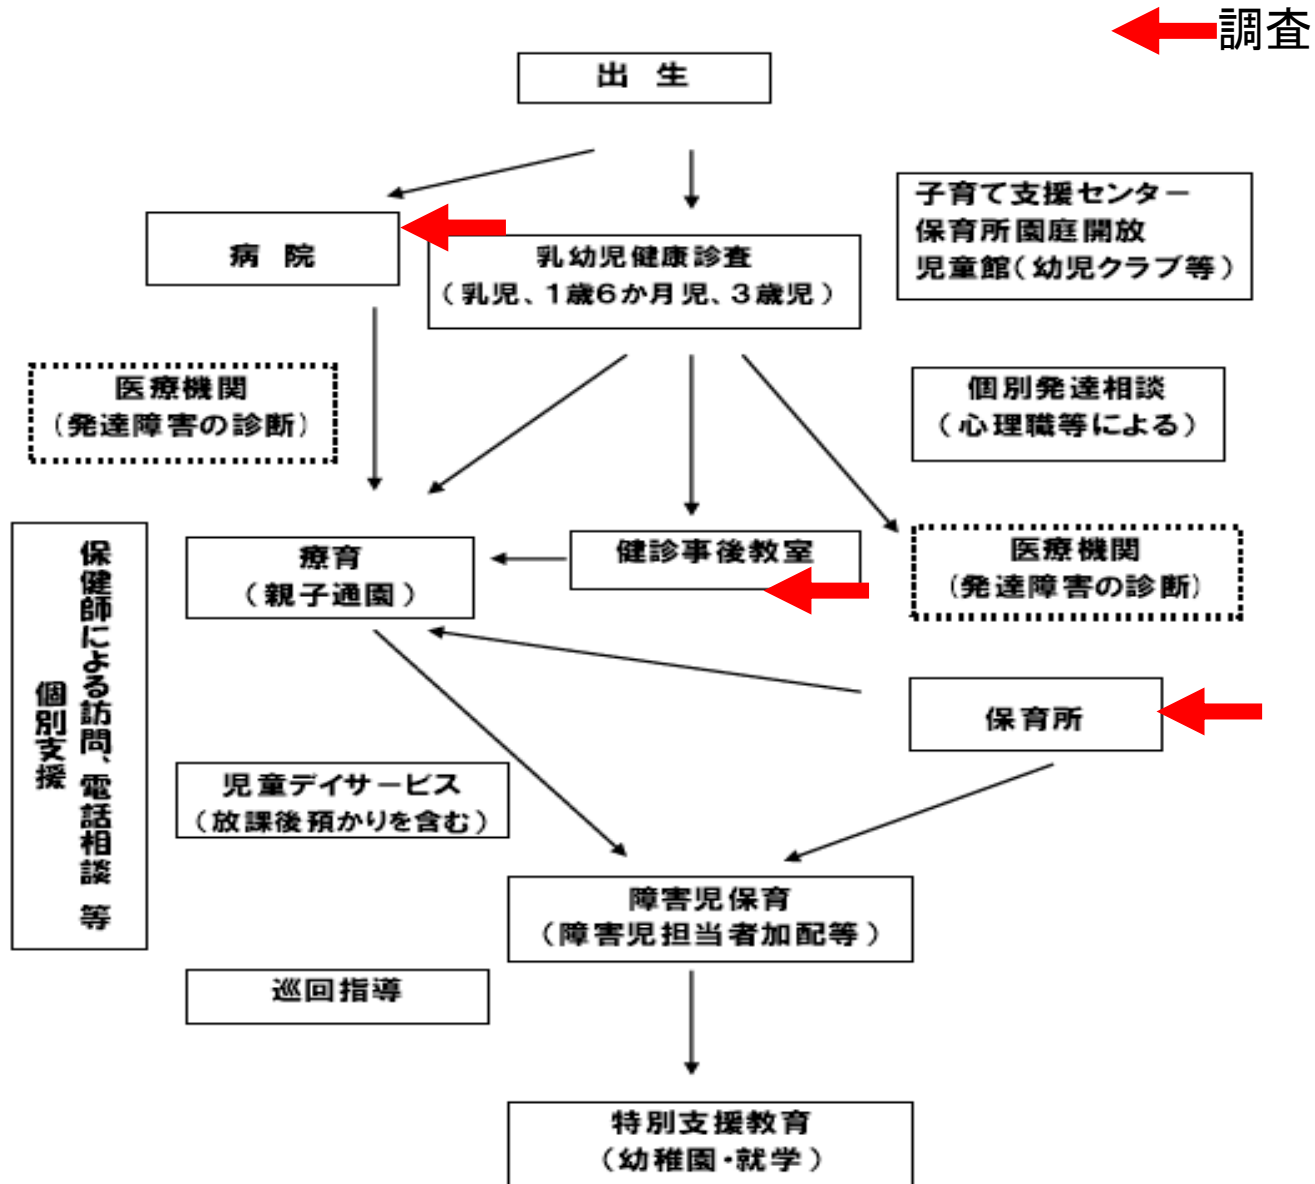 調査
出 生
病 院
乳幼児健康診査
（乳児、1歳6か月児、3歳児）
子育て支援センター
保育所園庭開放
児童館（幼児クラブ等）
医療機関
（発達障害の診断）
個別発達相談
（心理職等による）
保健師による訪問、電話相談 等
個別支援
療育
（親子通園）
健診事後教室
医療機関
（発達障害の診断）
保育所
児童デイサービス
（放課後預かりを含む）
障害児保育
（障害児担当者加配等）
巡回指導
特別支援教育
（幼稚園・就学）